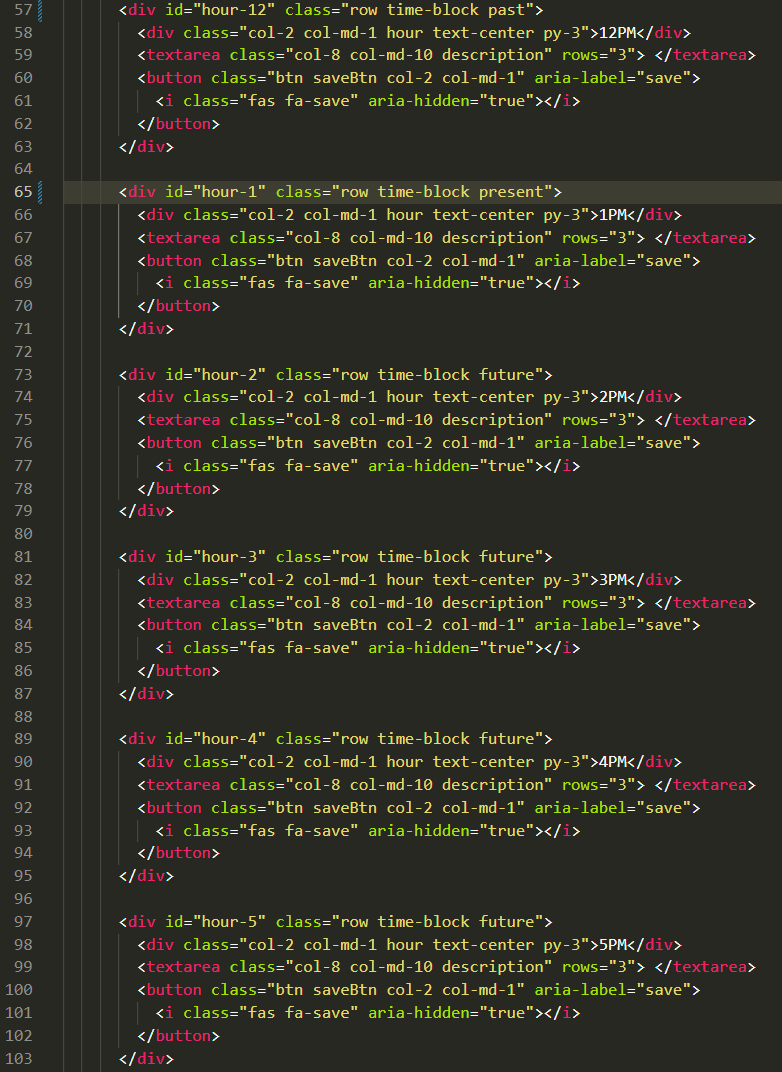 57 <div id="hour-12" class="row time-block past">
58 <div class="col-2 col-md-1 hour text-center py-3">12PM</div>
59 <textarea class="col-8 col-md-10 description" rows="3"> </textarea>
60 <button class="btn saveBtn col-2 col-md-1" aria-label="save">
61 <i class="fas fa-save" aria-hidden="true"></i>
62 </button>
63 </div>
64
65 <div id="hour-1" class="row time-block present">
66 <div class="col-2 col-md-1 hour text-center py-3">1PM</div>
67 <textarea class="col-8 col-md-10 description" rows="3"> </textarea>
68 <button class="btn saveBtn col-2 col-md-1" aria-label="save">
69 <i class="fas fa-save" aria-hidden="true"></i>
70 </button>
71 </div>
72
73 <div id="hour-2" class="row time-block future">
74 <div class="col-2 col-md-1 hour text-center py-3">2PM</div>
75 <textarea class="col-8 col-md-10 description" rows="3"> </textarea>
76 <button class="btn saveBtn col-2 col-md-1" aria-label="save">
77 <i class="fas fa-save" aria-hidden="true"></i>
78 </button>
79 </div>
80
81 <div id="hour-3" class="row time-block future">
82 <div class="col-2 col-md-1 hour text-center py-3">3PM</div>
83 <textarea class="col-8 col-md-10 description" rows="3"> </textarea>
84 <button class="btn saveBtn col-2 col-md-1" aria-label="save">
85 <i class="fas fa-save" aria-hidden="true"></i>
86 </button>
87 </div>
88
89 <div id="hour-4" class="row time-block future">
90 <div class="col-2 col-md-1 hour text-center py-3">4PM</div>
91 <textarea class="col-8 col-md-10 description" rows="3"> </textarea>
92 <button class="btn saveBtn col-2 col-md-1" aria-label="save">
93 <i class="fas fa-save" aria-hidden="true"></i>
94 </button>
95 </div>
96
97 <div id="hour-5" class="row time-block future">
98 <div class="col-2 col-md-1 hour text-center py-3">5PM</div>
99 <textarea class="col-8 col-md-10 description" rows="3"> </textarea>
100 <button class="btn saveBtn col-2 col-md-1" aria-label="save">
101 <i class="fas fa-save" aria-hidden="true"></i>
102 </button>
103 </div>